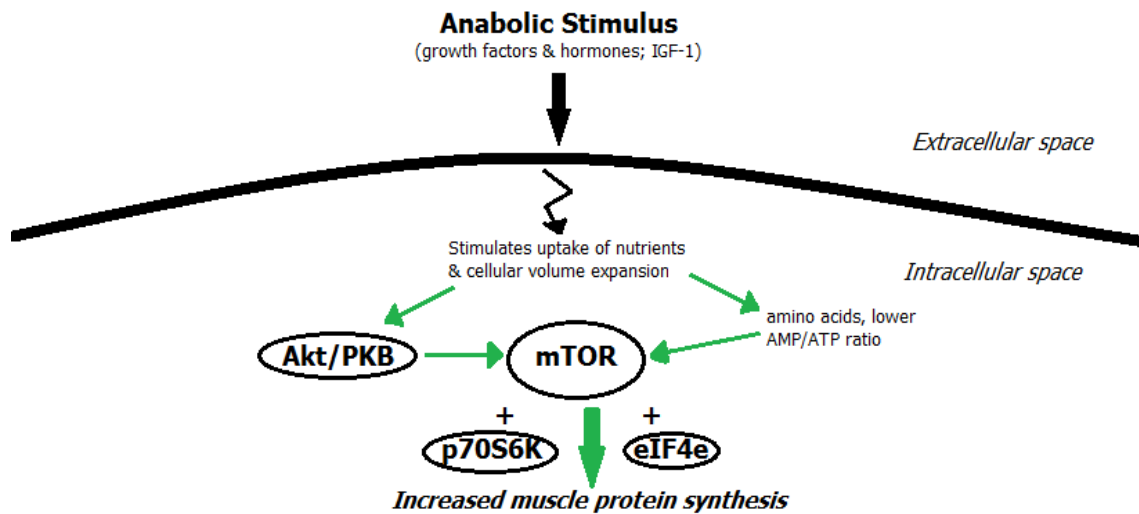 Anabolic Stimulus
(growth factors & hormones; IGF-1)
Extracellular space
Stimulates uptake of nutrients
& cellular volume expansion
Intracellular space
amino acids, lower
AMP/ATP ratio
Akt/PKB
mTOR
+
+
p70S6K
eIF4e
Increased muscle protein synthesis